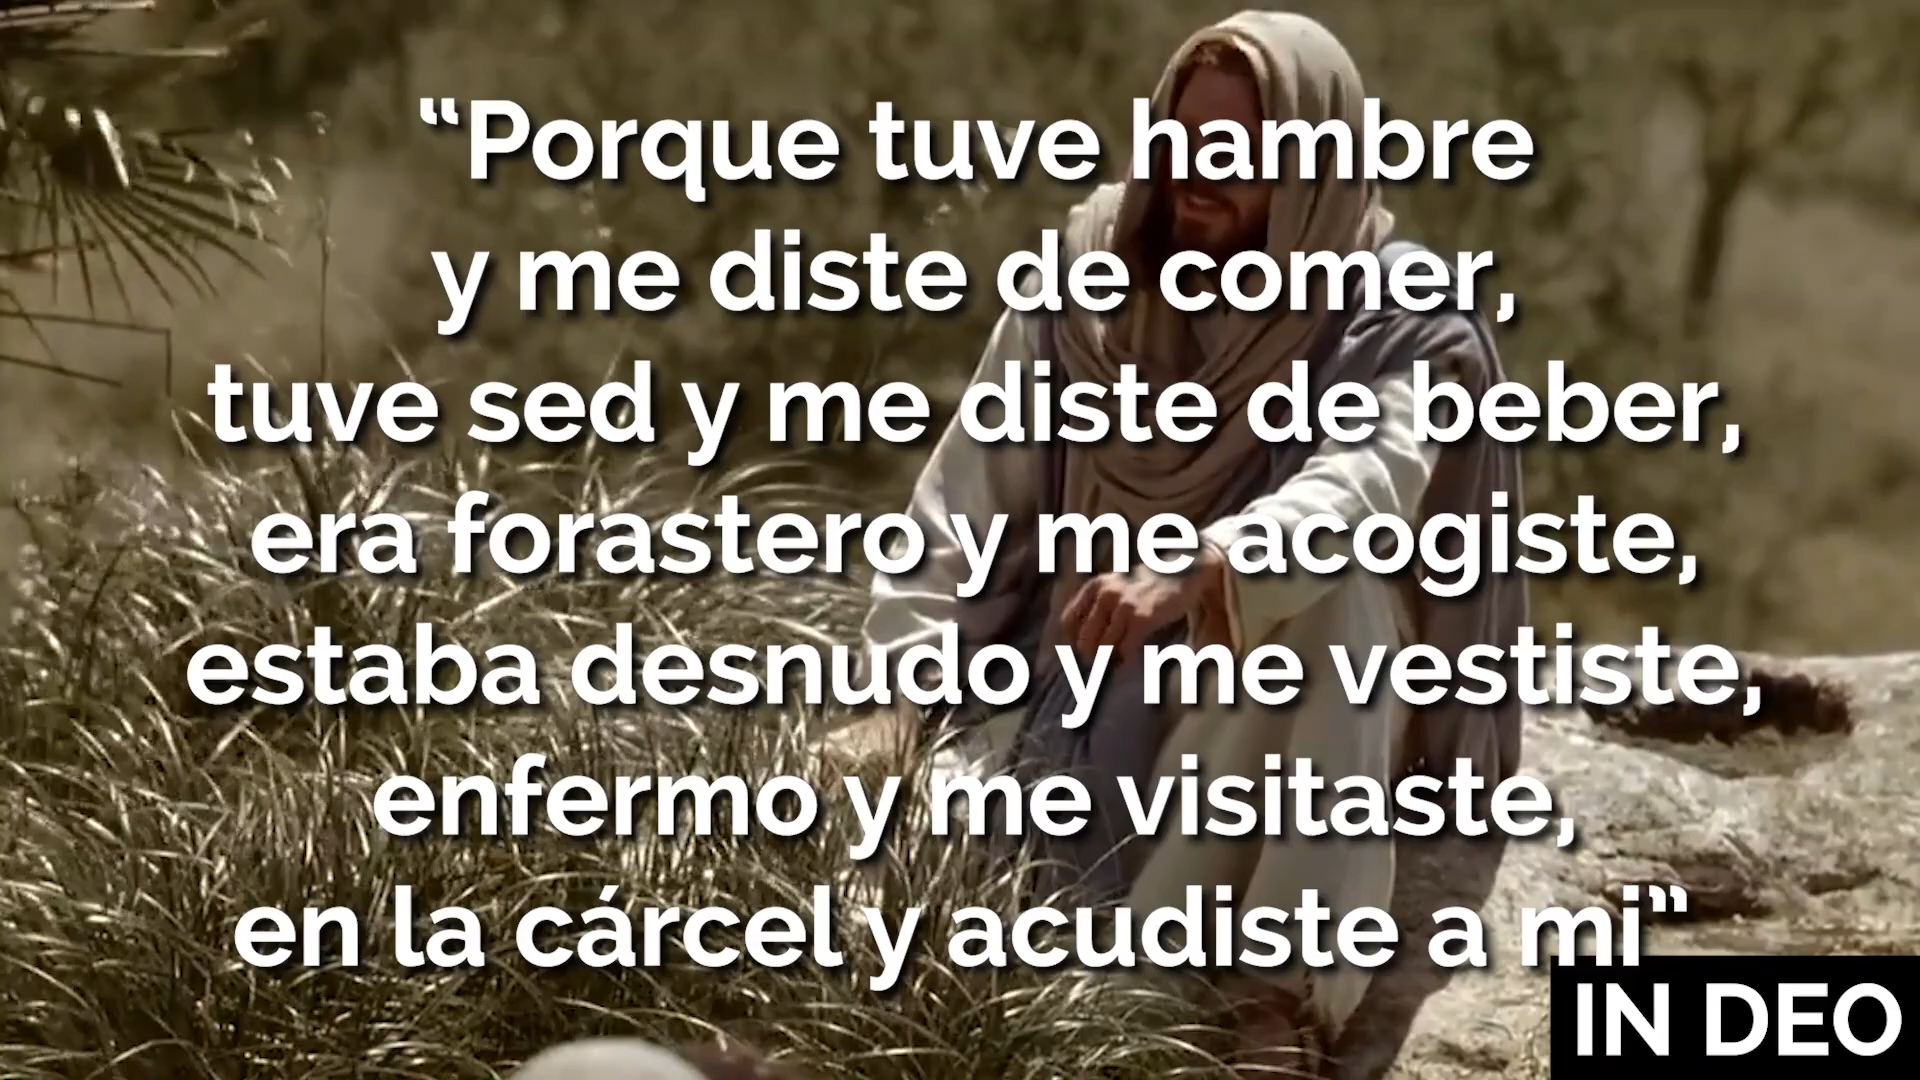 “Porque tuve hambre
y me diste de comer,
tuve sed y me diste de beber,
era forastero y me acogiste,
estaba desnudo y me vestiste,
enfermo y me visitaste,
en la cárcel y acudiste a mi”
IN DEO